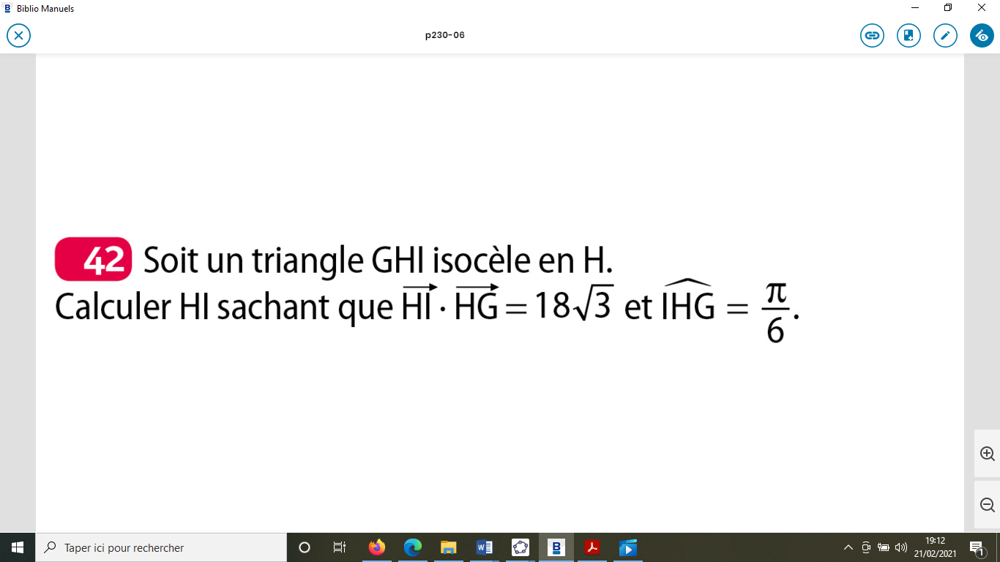 Biblio Manuels
p230-06
42 Soit un triangle GHI isocèle en H.
Calculer HI sachant que $\overrightarrow{HI} \cdot \overrightarrow{HG} = 18\sqrt{3}$ et $\widehat{IHG} = \frac{\pi}{6}$.
Taper ici pour rechercher
19:12
21/02/2021
1